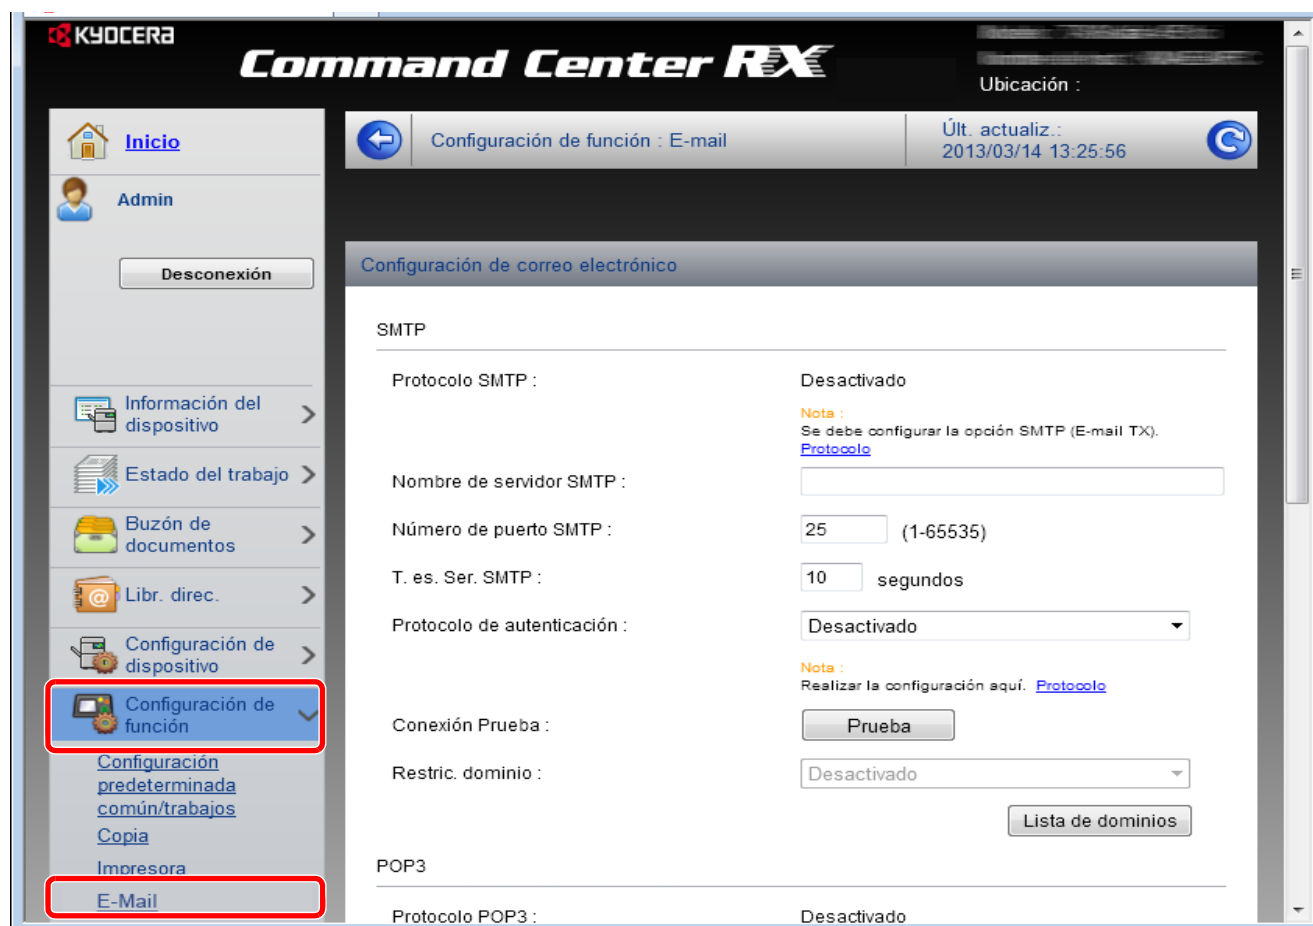 KYOCERA
Command Center RX
Ubicación :
Inicio
Configuración de función : E-mail
Últ. actualiz.:
2013/03/14 13:25:56
Admin
Desconexión
Configuración de correo electrónico
SMTP
Protocolo SMTP :
Desactivado
Nota :
Se debe configurar la opción SMTP (E-mail TX).
Protocolo
Nombre de servidor SMTP :
Número de puerto SMTP :
25 (1-65535)
T. es. Ser. SMTP :
10 segundos
Protocolo de autenticación :
Desactivado
Nota :
Realizar la configuración aquí. Protocolo
Conexión Prueba :
Prueba
Restric. dominio :
Desactivado
Lista de dominios
POP3
Protocolo POP3 :
Desactivado
Información del
dispositivo
Estado del trabajo
Buzón de
documentos
Libr. direc.
Configuración de
dispositivo
Configuración de
función
Configuración
predeterminada
común/trabajos
Copia
Impresora
E-Mail